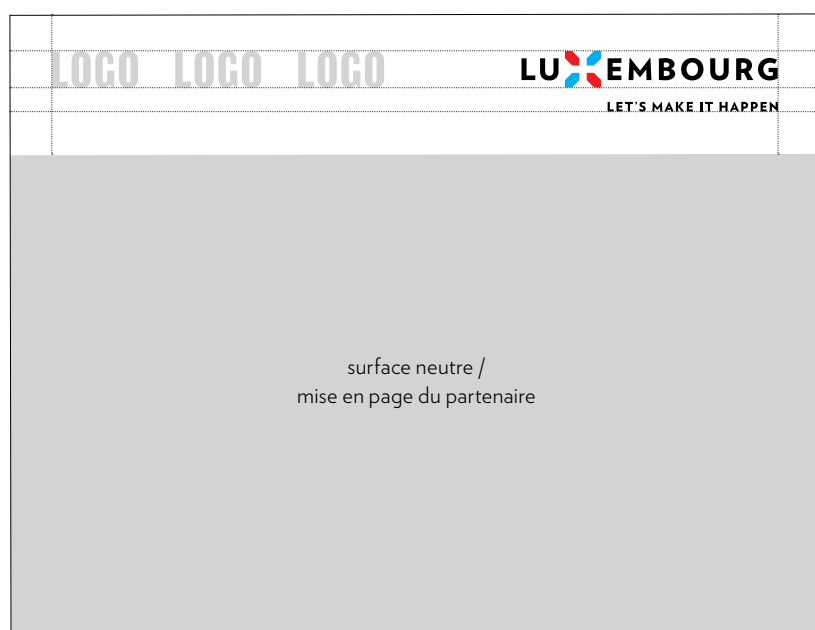 LOGO LOGO LOGO LUXEMBOURG
LET'S MAKE IT HAPPEN
surface neutre /
mise en page du partenaire